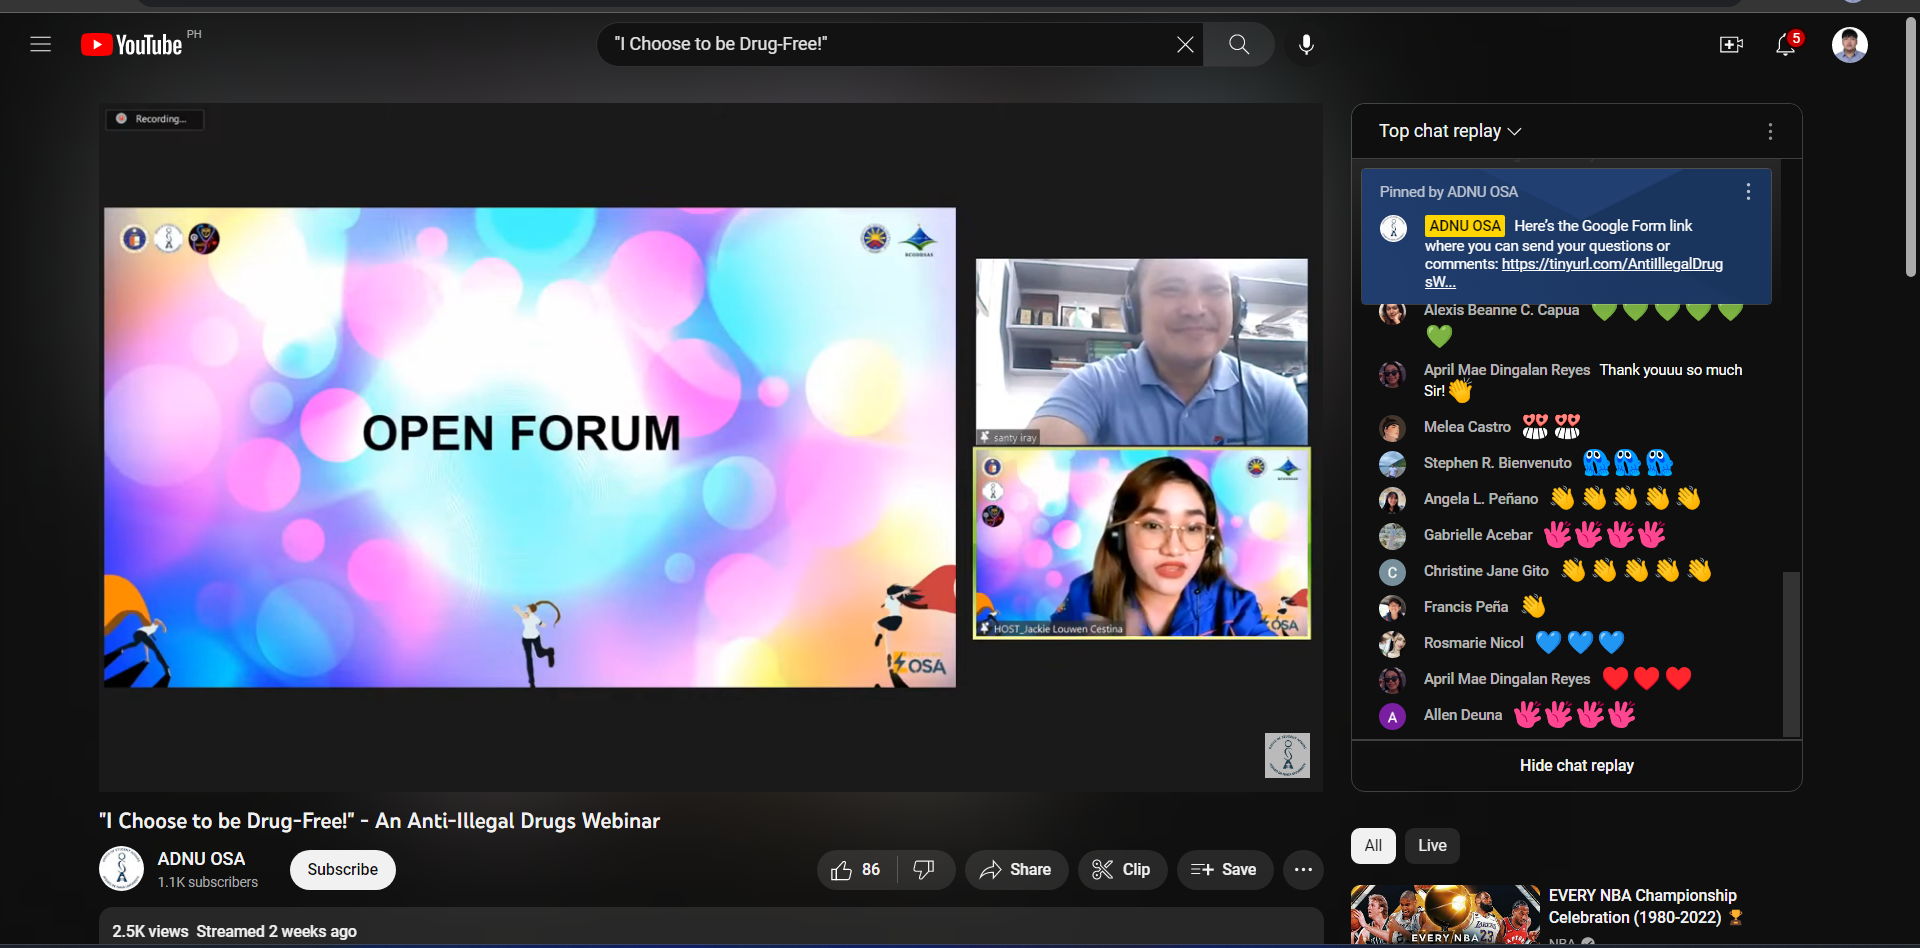 YouTube PH
"I Choose to be Drug-Free!"
5
Recording...
OPEN FORUM
OSA
santy iray
HOST_Jackie Louwen Cestina
OSA
Top chat replay
Pinned by ADNU OSA
ADNU OSA Here's the Google Form link
where you can send your questions or
comments: https://tinyurl.com/AntiIllegalDrug
sW...
Alexis Beanne C. Capua 💚💚💚💚💚
💚
April Mae Dingalan Reyes Thank youuu so much
Sir!👏
Melea Castro
Stephen R. Bienvenuto
Angela L. Peñano 👏👏👏👏👏
Gabrielle Acebar
Christine Jane Gito 👏👏👏👏👏
C
Francis Peña 👏
Rosmarie Nicol 💙💙💙
April Mae Dingalan Reyes ❤❤❤
A
Allen Deuna
Hide chat replay
"I Choose to be Drug-Free!" - An Anti-Illegal Drugs Webinar
ADNU OSA
1.1K subscribers
Subscribe
86
Share
Clip
Save
2.5K views Streamed 2 weeks ago
All
Live
EVERY NBA Championship
Celebration (1980-2022) 🏆
NBA
EVERY NBA